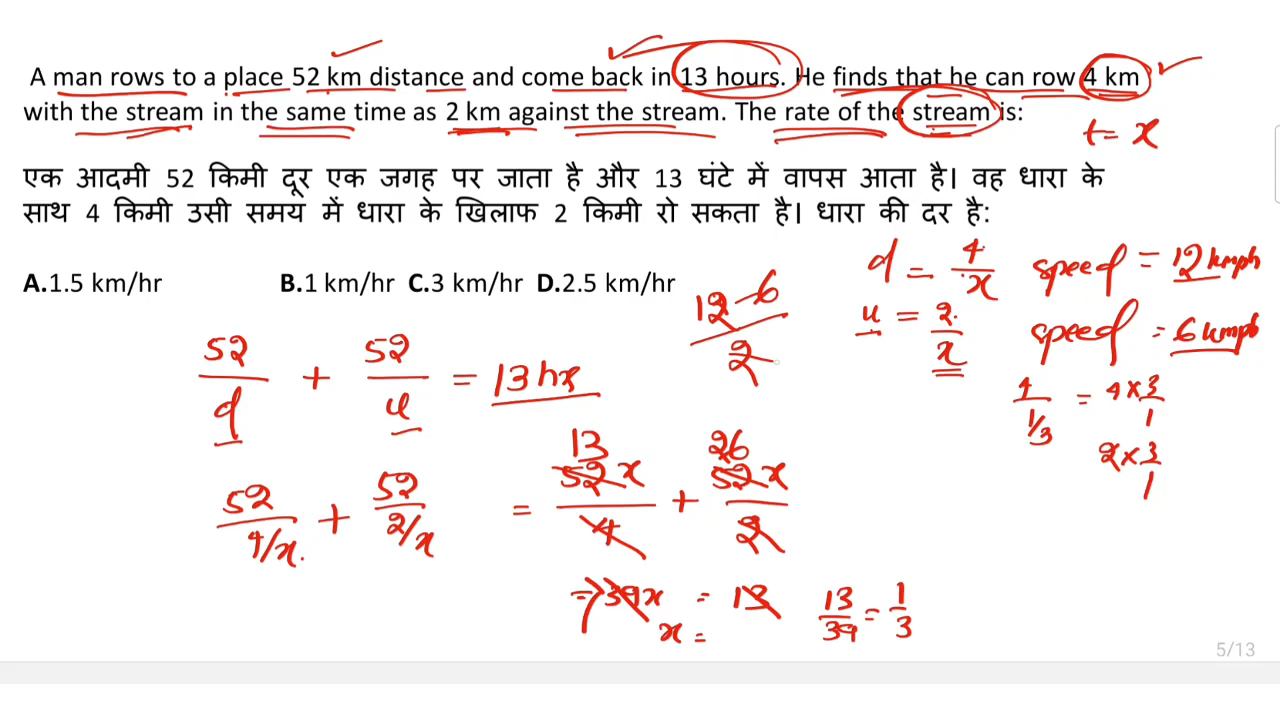 A man rows to a place 52 km distance and come back in 13 hours. He finds that he can row 4 km
with the stream in the same time as 2 km against the stream. The rate of the stream is:
t = x
एक आदमी 52 किमी दूर एक जगह पर जाता है और 13 घंटे में वापस आता है। वह धारा के
साथ 4 किमी उसी समय में धारा के खिलाफ 2 किमी रो सकता है। धारा की दर है:
A.1.5 km/hr B.1 km/hr C.3 km/hr D.2.5 km/hr
d = 4/x speed = 12 kmph
u = 2/x speed = 6 kmph
12-6/2
4/1/3 = 4×3/1
2×3/1
52/d + 52/u = 13 hrs
52/4/x + 52/2/x = 13 52x/4 + 26 52x/2
=> 39x = 13 13/39 = 1/3
x =
5/13